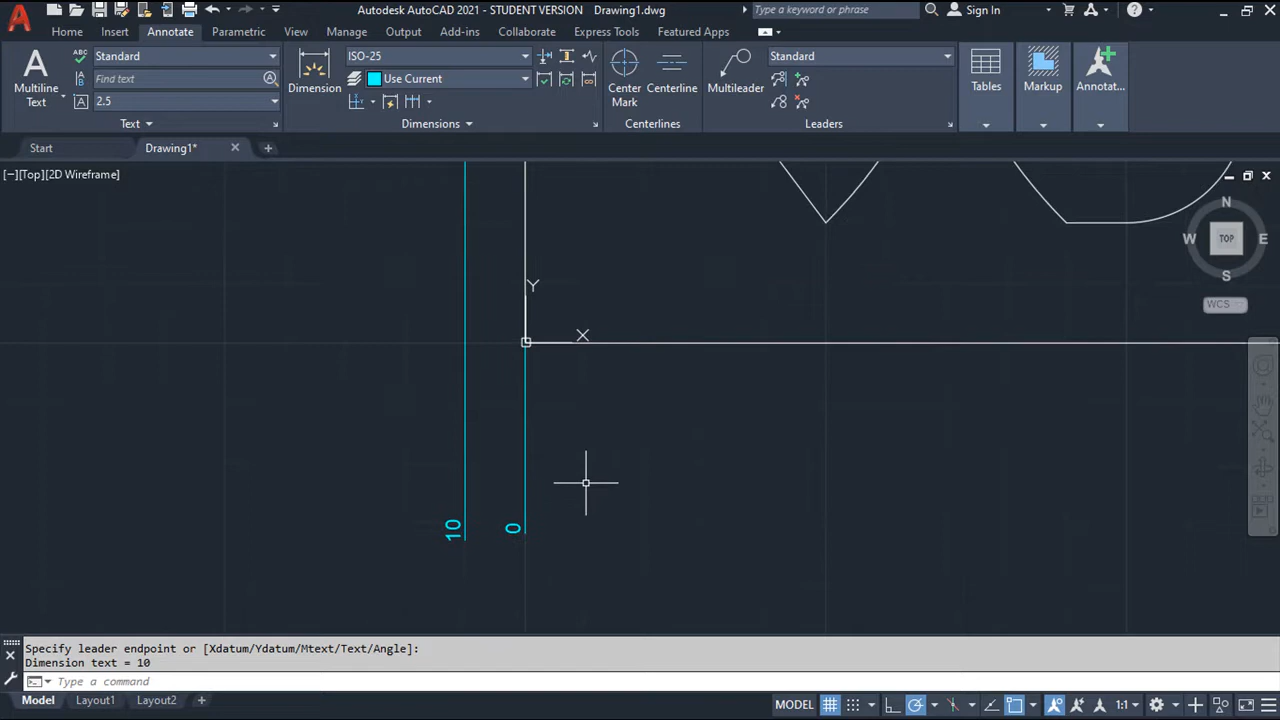 Autodesk AutoCAD 2021 - STUDENT VERSION Drawing1.dwg
Type a keyword or phrase
Sign In
Home Insert Annotate Parametric View Manage Output Add-ins Collaborate Express Tools Featured Apps
Multiline Text
Standard
Find text
2.5
Text
Dimension
ISO-25
Use Current
Dimensions
Center Mark
Centerline
Centerlines
Multileader
Standard
Leaders
Tables
Markup
Annotat...
Start
Drawing1*
[−][Top][2D Wireframe]
N
W TOP E
S
WCS
Y
X
10
0
Specify leader endpoint or [Xdatum/Ydatum/Mtext/Text/Angle]:
Dimension text = 10
Type a command
Model Layout1 Layout2
MODEL
1:1